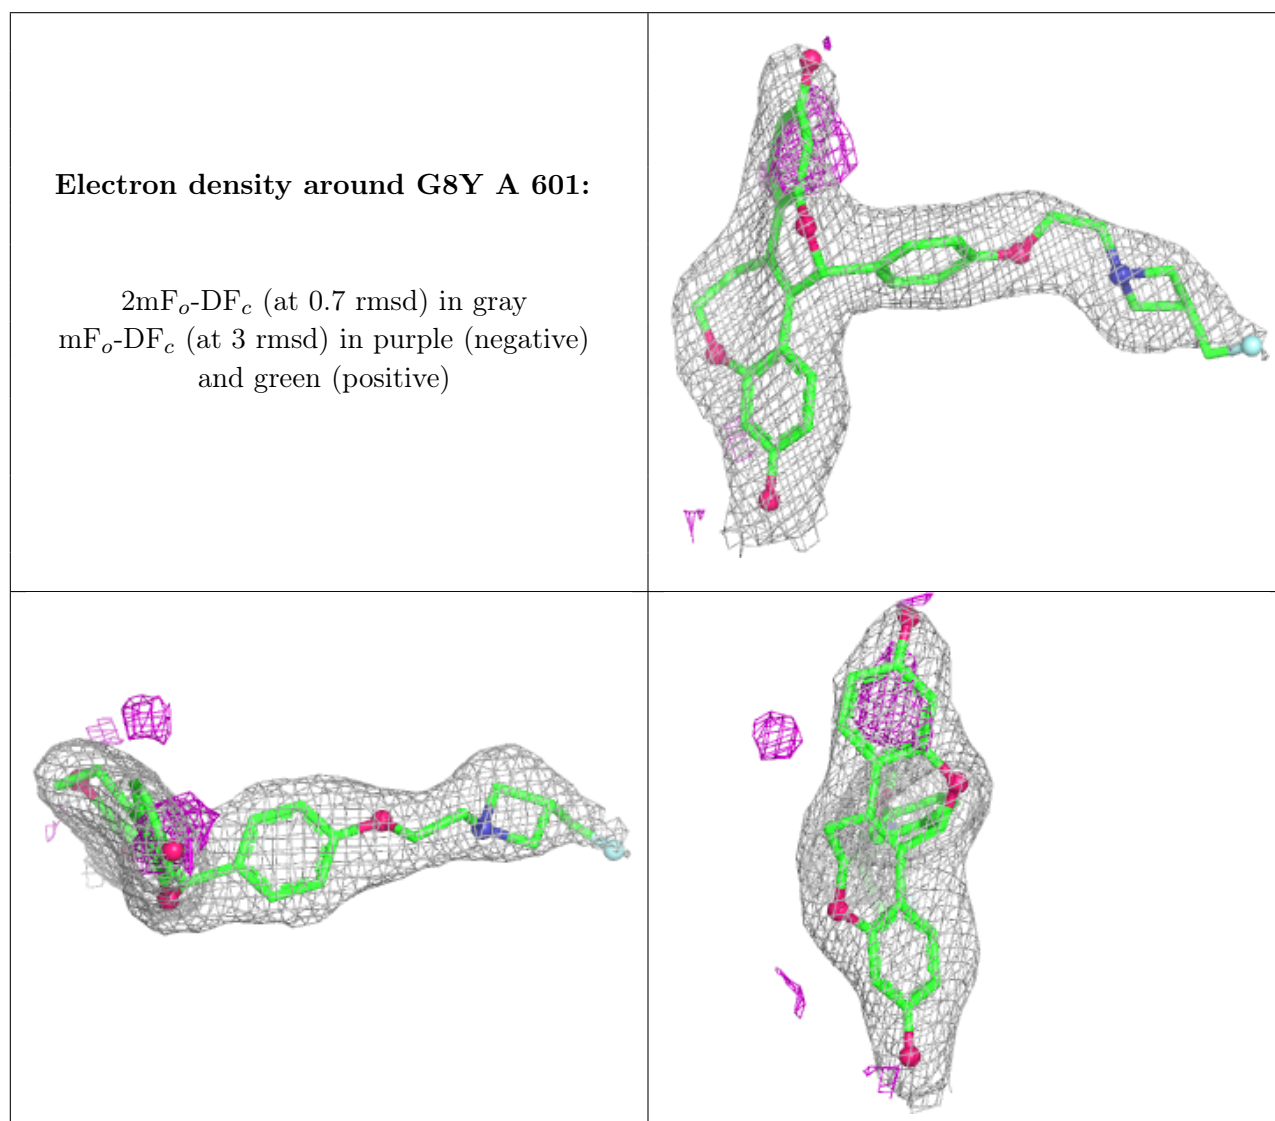 Electron density around G8Y A 601:
2mFo-DFc (at 0.7 rmsd) in gray
mFo-DFc (at 3 rmsd) in purple (negative)
and green (positive)